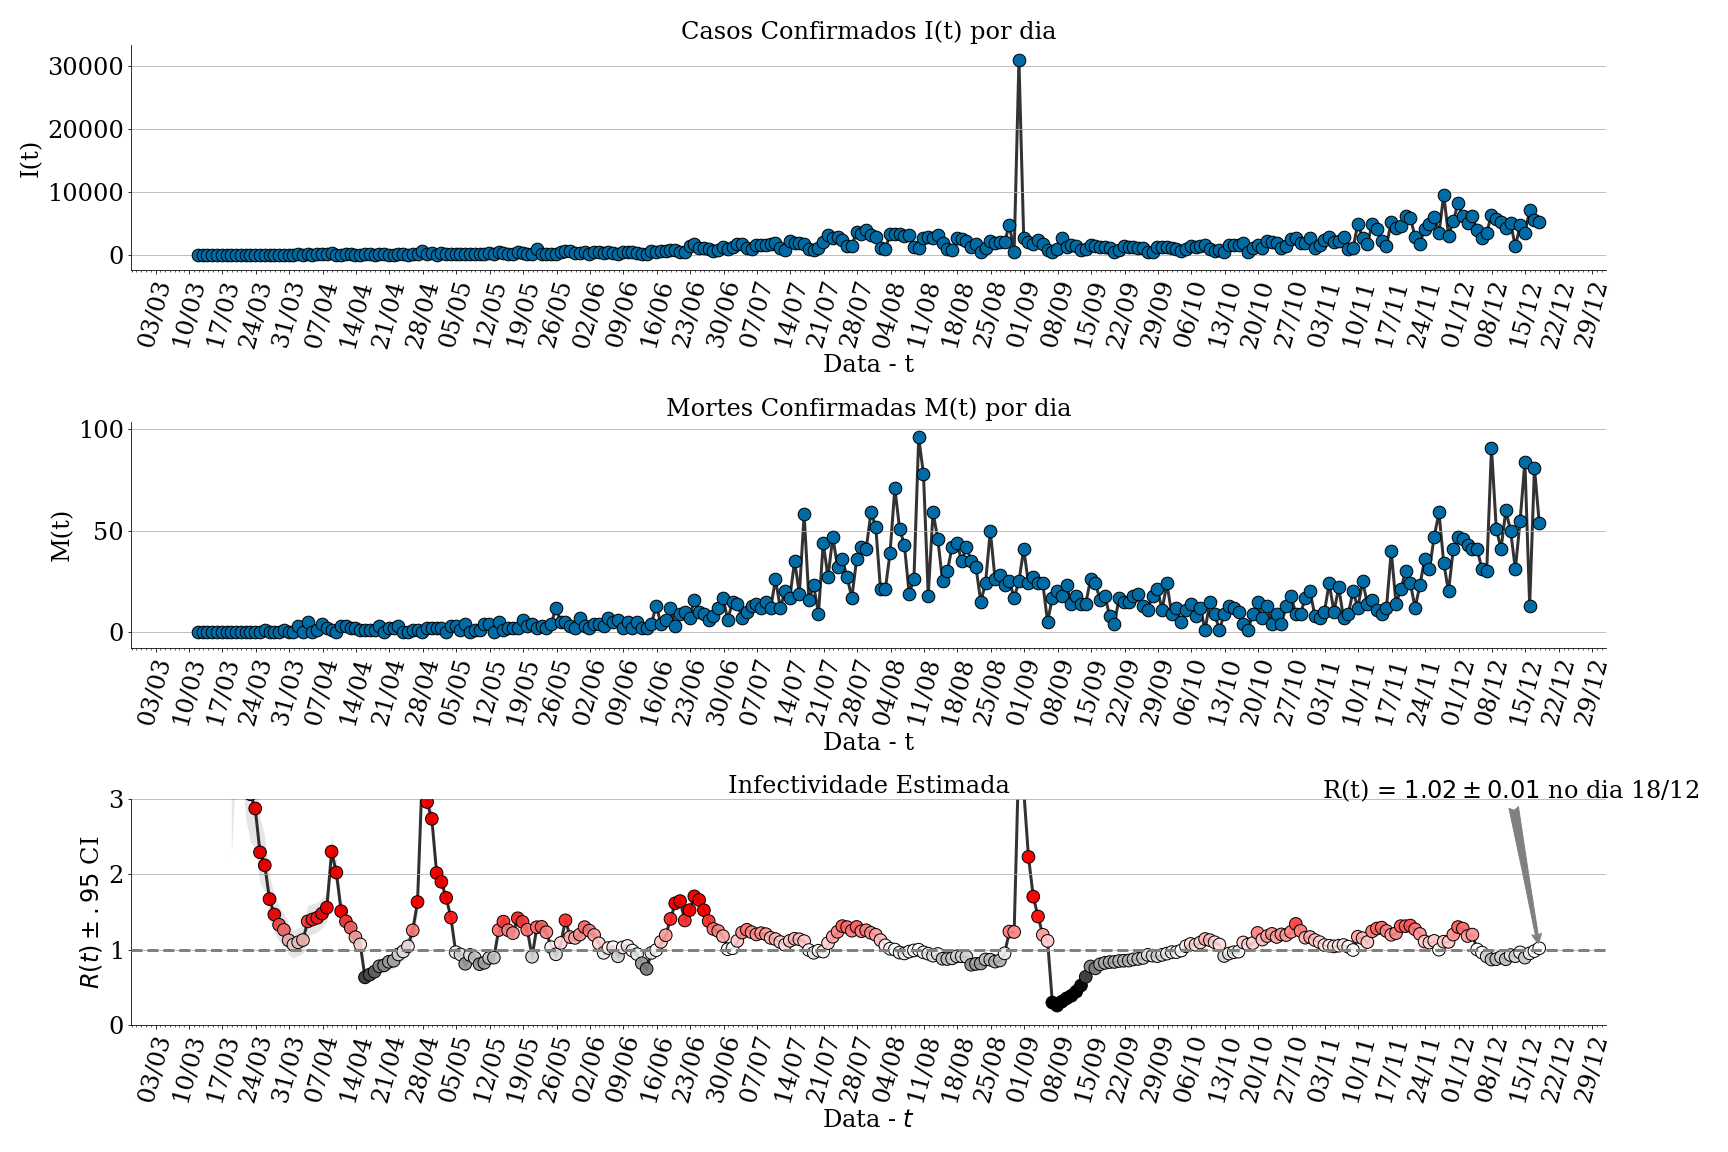 Casos Confirmados I(t) por dia
30000
20000
10000
0
I(t)
03/03 10/03 17/03 24/03 31/03 07/04 14/04 21/04 28/04 05/05 12/05 19/05 26/05 02/06 09/06 16/06 23/06 30/06 07/07 14/07 21/07 28/07 04/08 11/08 18/08 25/08 01/09 08/09 15/09 22/09 29/09 06/10 13/10 20/10 27/10 03/11 10/11 17/11 24/11 01/12 08/12 15/12 22/12 29/12
Data - t
Mortes Confirmadas M(t) por dia
100
50
0
M(t)
03/03 10/03 17/03 24/03 31/03 07/04 14/04 21/04 28/04 05/05 12/05 19/05 26/05 02/06 09/06 16/06 23/06 30/06 07/07 14/07 21/07 28/07 04/08 11/08 18/08 25/08 01/09 08/09 15/09 22/09 29/09 06/10 13/10 20/10 27/10 03/11 10/11 17/11 24/11 01/12 08/12 15/12 22/12 29/12
Data - t
Infectividade Estimada
R(t) = 1.02 ± 0.01 no dia 18/12
3
2
1
0
R(t) ± .95 CI
03/03 10/03 17/03 24/03 31/03 07/04 14/04 21/04 28/04 05/05 12/05 19/05 26/05 02/06 09/06 16/06 23/06 30/06 07/07 14/07 21/07 28/07 04/08 11/08 18/08 25/08 01/09 08/09 15/09 22/09 29/09 06/10 13/10 20/10 27/10 03/11 10/11 17/11 24/11 01/12 08/12 15/12 22/12 29/12
Data - t